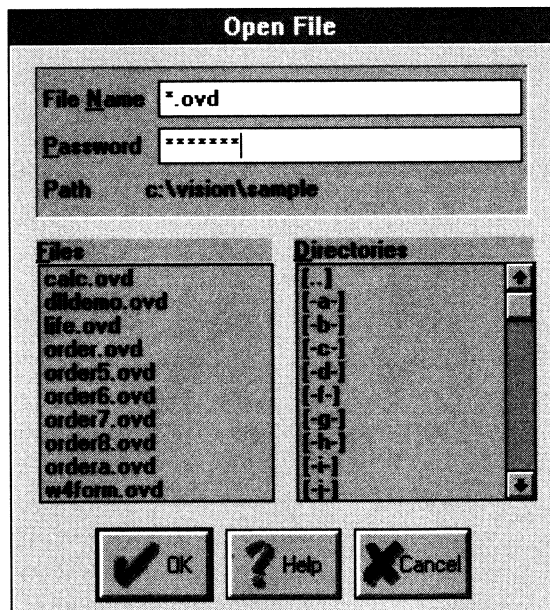 Open File
File Name *.ovd
Password *******
Path c:\vision\sample
Files
calc.ovd
dlldemo.ovd
life.ovd
order.ovd
order5.ovd
order6.ovd
order7.ovd
order8.ovd
ordera.ovd
w4form.ovd
Directories
[..]
[-a-]
[-b-]
[-c-]
[-d-]
[-f-]
[-g-]
[-h-]
[-i-]
[-j-]
OK
Help
Cancel